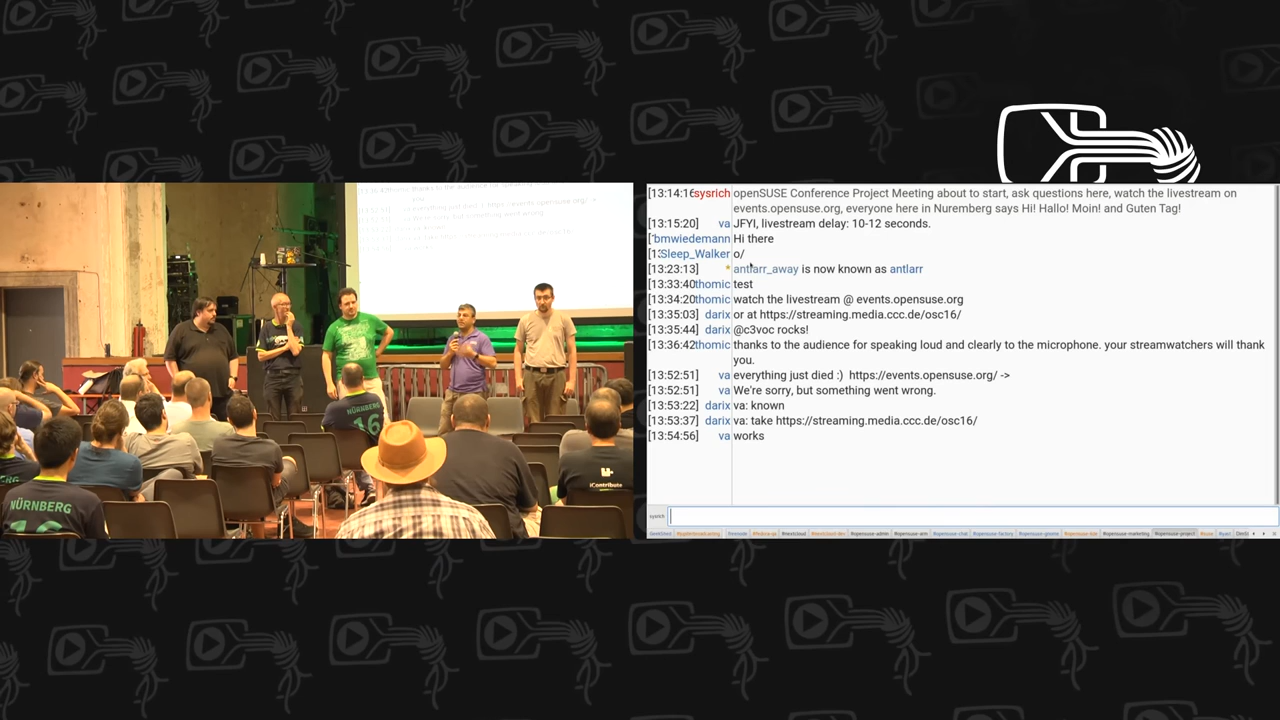 [13:14:16 sysrich openSUSE Conference Project Meeting about to start, ask questions here, watch the livestream on
events.opensuse.org, everyone here in Nuremberg says Hi! Hallo! Moin! and Guten Tag!
[13:15:20] va JFYI, livestream delay: 10-12 seconds.
bmwiedemann Hi there
Sleep_Walker o/
[13:23:13] * antlarr_away is now known as antlarr
[13:33:40 thomic test
[13:34:20 thomic watch the livestream @ events.opensuse.org
[13:35:03] darix or at https://streaming.media.ccc.de/osc16/
[13:35:44] darix @c3voc rocks!
[13:36:42 thomic thanks to the audience for speaking loud and clearly to the microphone. your streamwatchers will thank
you.
[13:52:51] va everything just died :) https://events.opensuse.org/ ->
[13:52:51] va We're sorry, but something went wrong.
[13:53:22] darix va: known
[13:53:37] darix va: take https://streaming.media.ccc.de/osc16/
[13:54:56] va works
sysrich
NÜRNBERG
16
iContribute
NÜRNBERG